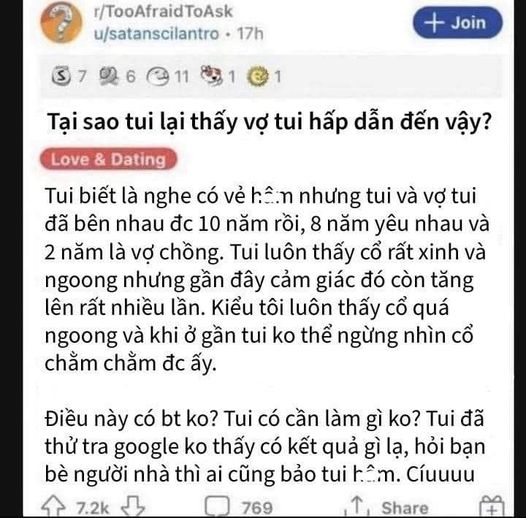 r/TooAfraidToAsk
u/satanscilantro • 17h
+ Join
7 6 11 1 1
Tại sao tui lại thấy vợ tui hấp dẫn đến vậy?
Love & Dating
Tui biết là nghe có vẻ hâm nhưng tui và vợ tui
đã bên nhau đc 10 năm rồi, 8 năm yêu nhau và
2 năm là vợ chồng. Tui luôn thấy cổ rất xinh và
ngoong nhưng gần đây cảm giác đó còn tăng
lên rất nhiều lần. Kiểu tôi luôn thấy cổ quá
ngoong và khi ở gần tui ko thể ngừng nhìn cổ
chằm chằm đc ấy.
Điều này có bt ko? Tui có cần làm gì ko? Tui đã
thử tra google ko thấy có kết quả gì lạ, hỏi bạn
bè người nhà thì ai cũng bảo tui hâm. Cíuuuu
7.2k 769 Share